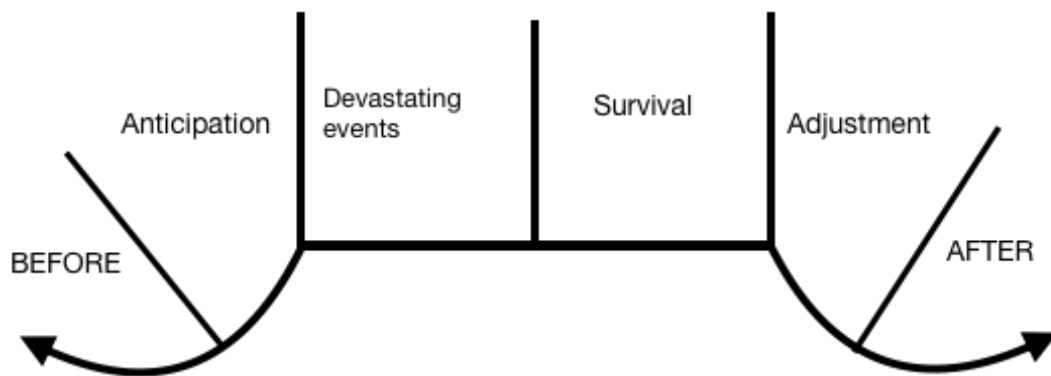 Anticipation
Devastating
events
Survival
Adjustment
BEFORE
AFTER